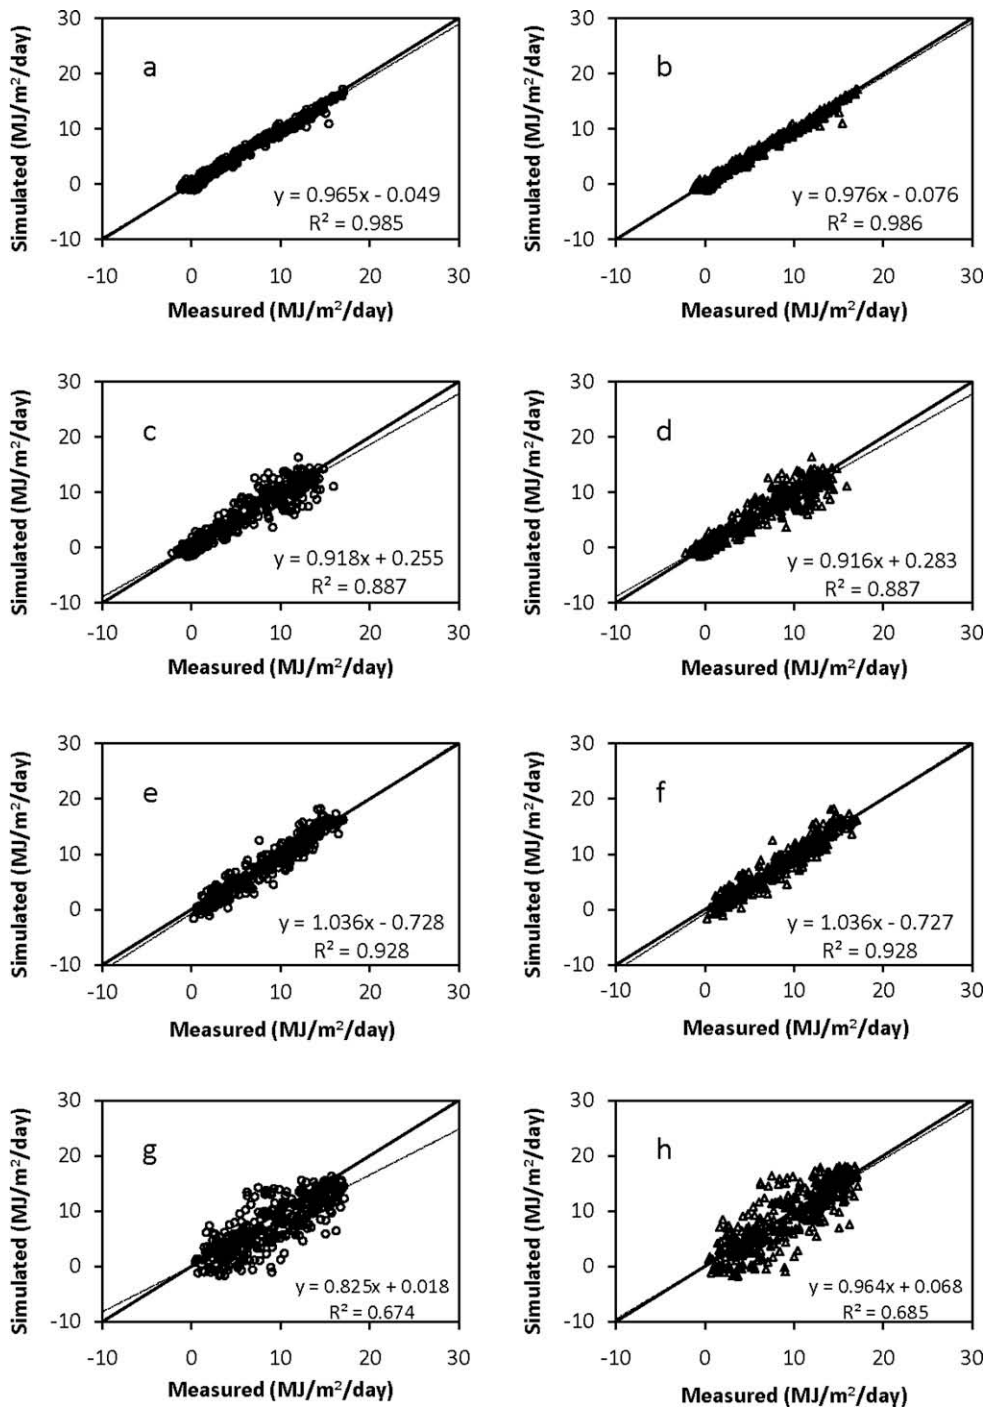 a
Simulated (MJ/m²/day)
30
20
10
0
-10
y = 0.965x - 0.049
R² = 0.985
-10 0 10 20 30
Measured (MJ/m²/day)
b
Simulated (MJ/m²/day)
30
20
10
0
-10
y = 0.976x - 0.076
R² = 0.986
-10 0 10 20 30
Measured (MJ/m²/day)
c
Simulated (MJ/m²/day)
30
20
10
0
-10
y = 0.918x + 0.255
R² = 0.887
-10 0 10 20 30
Measured (MJ/m²/day)
d
Simulated (MJ/m²/day)
30
20
10
0
-10
y = 0.916x + 0.283
R² = 0.887
-10 0 10 20 30
Measured (MJ/m²/day)
e
Simulated (MJ/m²/day)
30
20
10
0
-10
y = 1.036x - 0.728
R² = 0.928
-10 0 10 20 30
Measured (MJ/m²/day)
f
Simulated (MJ/m²/day)
30
20
10
0
-10
y = 1.036x - 0.727
R² = 0.928
-10 0 10 20 30
Measured (MJ/m²/day)
g
Simulated (MJ/m²/day)
30
20
10
0
-10
y = 0.825x + 0.018
R² = 0.674
-10 0 10 20 30
Measured (MJ/m²/day)
h
Simulated (MJ/m²/day)
30
20
10
0
-10
y = 0.964x + 0.068
R² = 0.685
-10 0 10 20 30
Measured (MJ/m²/day)